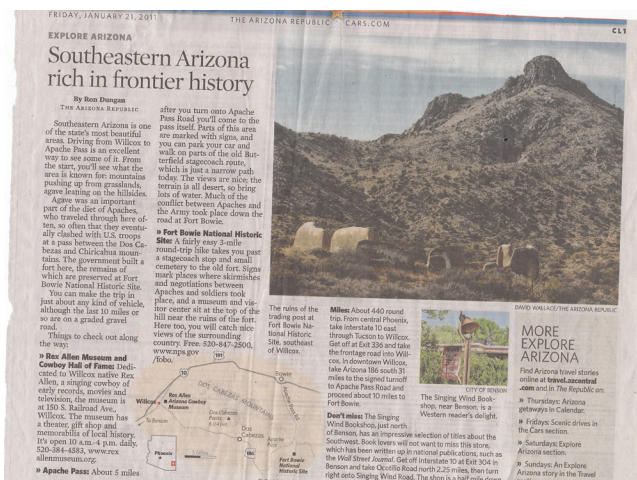 FRIDAY, JANUARY 21, 2011
THE ARIZONA REPUBLIC
CARS.COM
CL1
EXPLORE ARIZONA
Southeastern Arizona
rich in frontier history
By Ron Dungan
THE ARIZONA REPUBLIC
Southeastern Arizona is one
of the state's most beautiful
areas. Driving from Willcox to
Apache Pass is an excellent
way to see some of it. From
the start, you'll see what the
area is known for: mountains
pushing up from grasslands,
agave leaning on the hillsides.
Agave was an important
part of the diet of Apaches,
who traveled through here of-
ten, so often that they eventu-
ally clashed with U.S. troops
at a pass between the Dos Ca-
bezas and Chiricahua moun-
tains. The government built a
fort here, the remains of
which are preserved at Fort
Bowie National Historic Site.
You can make the trip in
just about any kind of vehicle,
although the last 10 miles or
so are on a graded gravel
road.
Things to check out along
the way:
» Rex Allen Museum and
Cowboy Hall of Fame: Dedi-
cated to Willcox native Rex
Allen, a singing cowboy of
early records, movies and
television, the museum is
at 150 S. Railroad Ave.,
Willcox. The museum has
a theater, gift shop and
memorabilia of local history.
It's open 10 a.m.-4 p.m. daily.
520-384-4583, www.rex
allenmuseum.org.
» Apache Pass: About 5 miles
after you turn onto Apache
Pass Road you'll come to the
pass itself. Parts of this area
are marked with signs, and
you can park your car and
walk on parts of the old But-
terfield stagecoach route,
which is just a narrow path
today. The views are nice; the
terrain is all desert, so bring
lots of water. Much of the
conflict between Apaches and
the Army took place down the
road at Fort Bowie.
» Fort Bowie National Historic
Site: A fairly easy 3-mile
round-trip hike takes you past
a stagecoach stop and small
cemetery to the old fort. Signs
mark places where skirmishes
and negotiations between
Apaches and soldiers took
place, and a museum and vis-
itor center sit at the top of the
hill near the ruins of the fort.
Here too, you will catch nice
views of the surrounding
country. Free. 520-847-2500,
www.nps.gov
/fobo.
191
10
Bowie
DOS CABEZAS MOUNTAINS
Willcox
Rex Allen Arizona Cowboy Museum
To Benson
Dos Cabezas Peaks
Dos
Cabezas
186
Apache
Pass
Phoenix
Fort Bowie
National
Historic Site
DAVID WALLACE/THE ARIZONA REPUBLIC
The ruins of the
trading post at
Fort Bowie Na-
tional Historic
Site, southeast
of Willcox.
Miles: About 440 round
trip. From central Phoenix,
take interstate 10 east
through Tucson to Willcox.
Get off at Exit 336 and take
the frontage road into Will-
cox. In downtown Willcox,
take Arizona 186 south 31
miles to the signed turnoff
to Apache Pass Road and
proceed about 10 miles to
Fort Bowie.
Don't miss: The Singing
Wind Bookshop, just north
of Benson, has an impressive selection of titles about the
Southwest. Book lovers will want to miss this store,
which has been written up in national publications, such as
the Wall Street Journal. Get off Interstate 10 at Exit 304 in
Benson and take Ocotillo Road north 2.25 miles, then turn
right onto Singing Wind Road. The shop is a half mile down
CITY OF BENSON
The Singing Wind Book-
shop, near Benson, is a
Western reader's delight.
MORE
EXPLORE
ARIZONA
Find Arizona travel stories
online at travel.azcentral
.com and in The Republic on:
» Thursdays: Arizona
getaways in Calendar.
» Fridays: Scenic drives in
the Cars section.
» Saturdays: Explore
Arizona section.
» Sundays: An Explore
Arizona story in the Travel